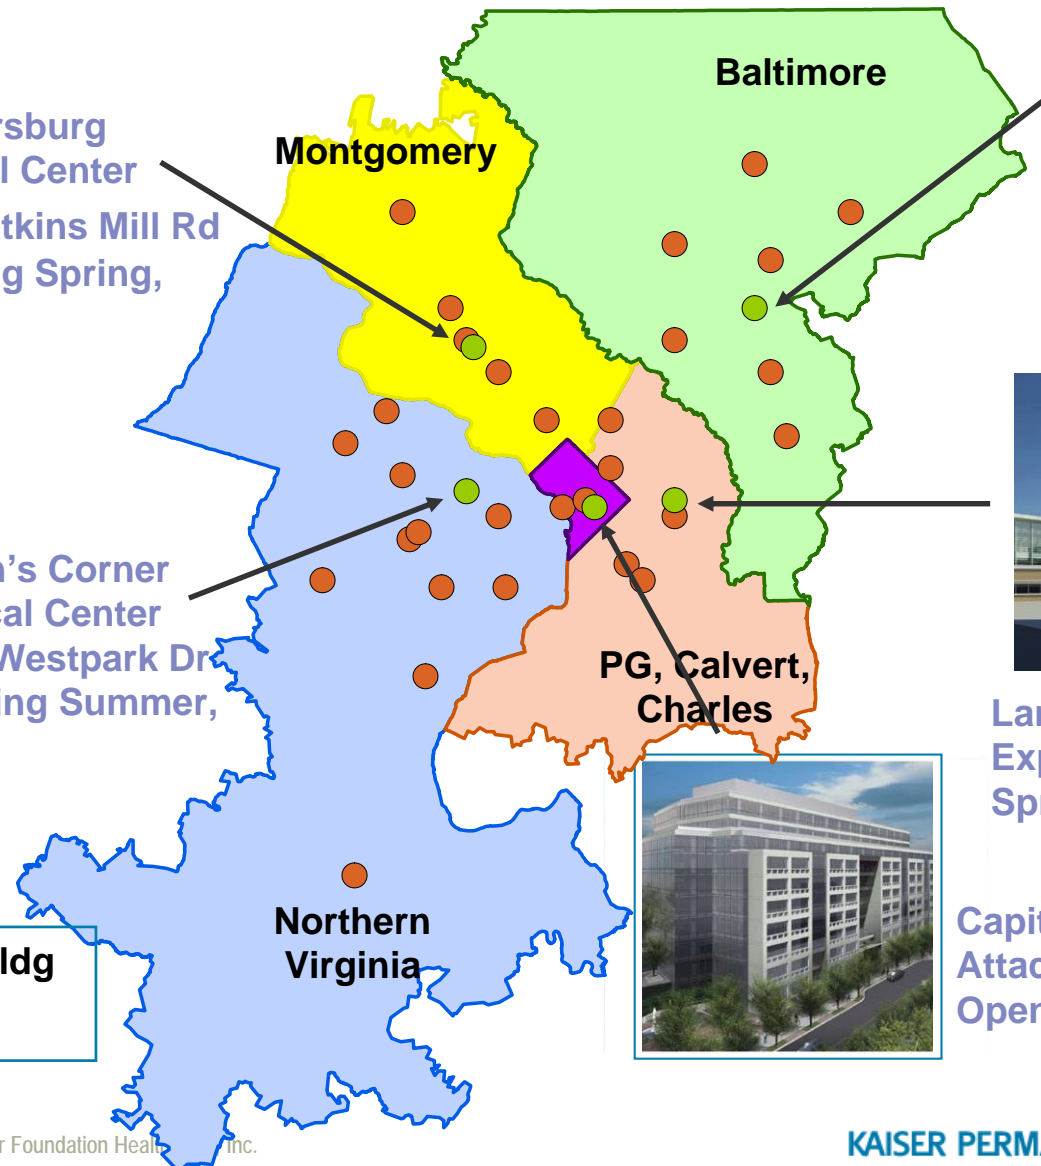 Baltimore
rsburg
l Center
Montgomery
tkins Mill Rd
g Spring,
n's Corner
cal Center
Westpark Dr
ing Summer,
PG, Calvert,
Charles
Lar
Exp
Spr
Northern
Virginia
ldg
Capit
Attac
Oper
r Foundation Heal Inc.
KAISER PERMA